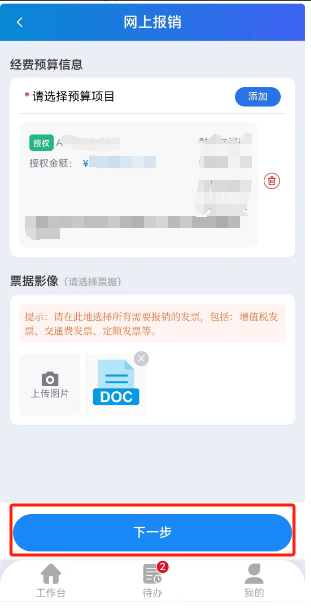 网上报销
经费预算信息
* 请选择预算项目
添加
授权 A
授权金额： ¥
票据影像（请选择票据）
提示：请在此地选择所有需要报销的发票，包括：增值税发
票、交通费发票、定额发票等。
上传图片
DOC
下一步
2
工作台
待办
我的